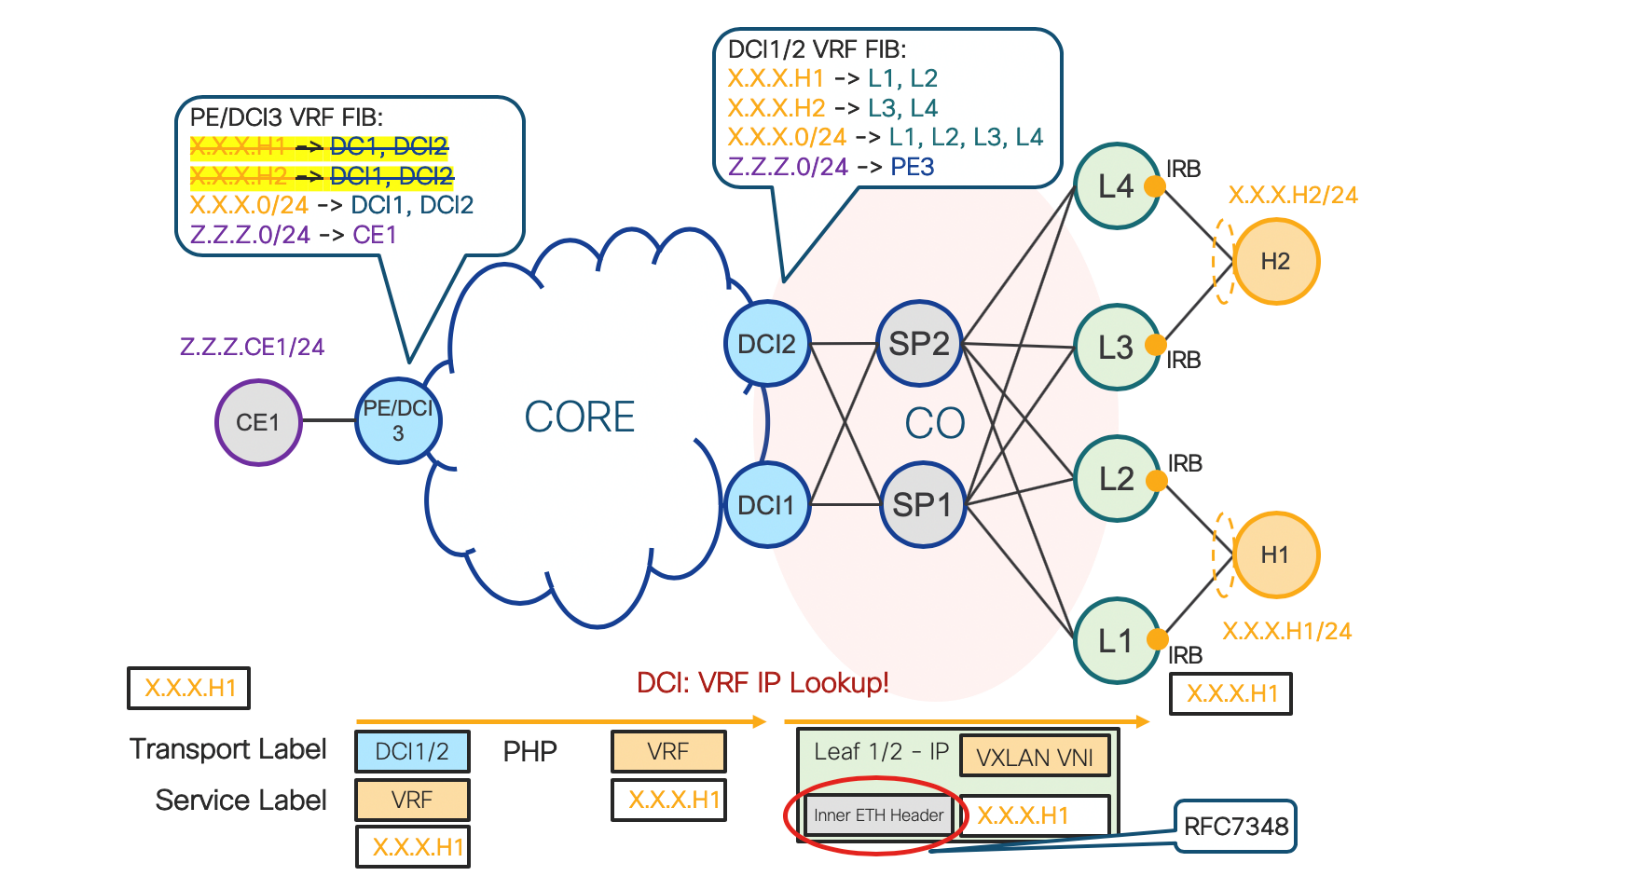 DCI1/2 VRF FIB:
X.X.X.H1 -> L1, L2
X.X.X.H2 -> L3, L4
X.X.X.0/24 -> L1, L2, L3, L4
Z.Z.Z.0/24 -> PE3
PE/DCI3 VRF FIB:
X.X.X.H1 -> DC1, DCI2
X.X.X.H2 -> DCI1, DCI2
X.X.X.0/24 -> DCI1, DCI2
Z.Z.Z.0/24 -> CE1
L4
IRB
X.X.X.H2/24
H2
Z.Z.Z.CE1/24
DCI2
SP2
L3
IRB
CE1
PE/DCI
3
CORE
CO
L2
IRB
DCI1
SP1
H1
X.X.X.H1/24
L1
IRB
X.X.X.H1
DCI: VRF IP Lookup!
X.X.X.H1
Transport Label
DCI1/2
PHP
VRF
Leaf 1/2 - IP
VXLAN VNI
Service Label
VRF
X.X.X.H1
Inner ETH Header
X.X.X.H1
RFC7348
X.X.X.H1